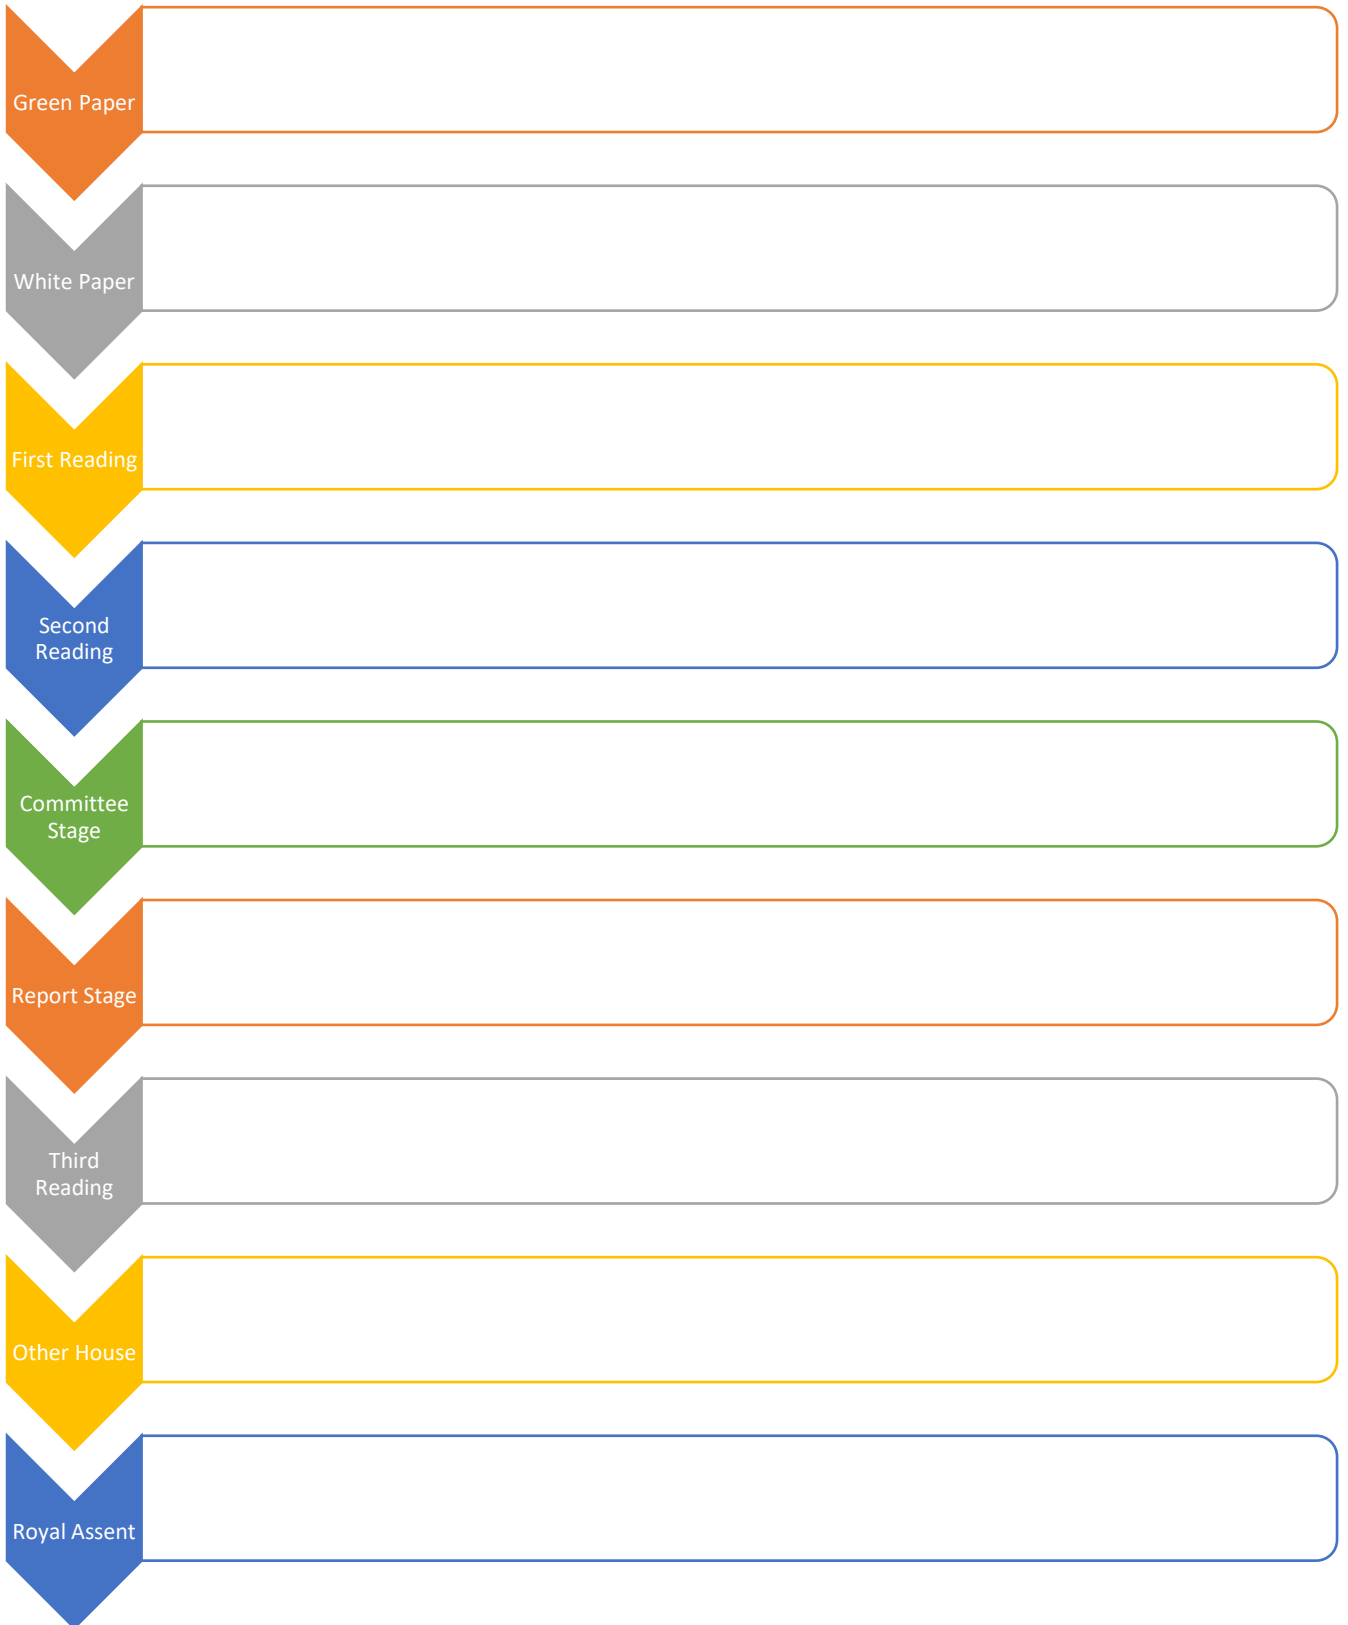 Green Paper
White Paper
First Reading
Second
Reading
Committee
Stage
Report Stage
Third
Reading
Other House
Royal Assent